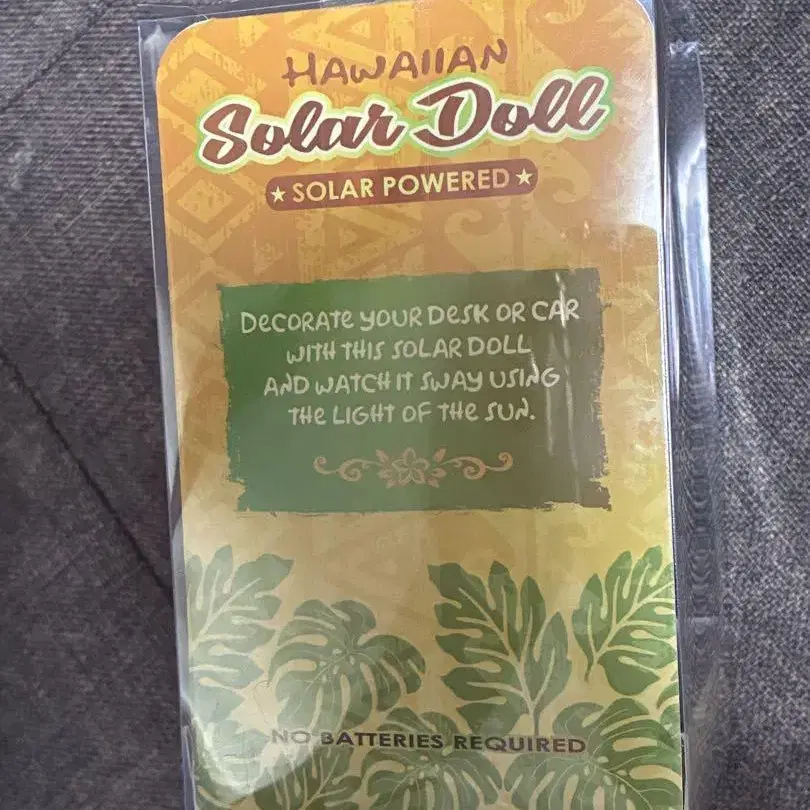 HAWAIIAN
Solar Doll
★ SOLAR POWERED ★
DECORATE YOUR DESK OR CAR
WITH THIS SOLAR DOLL
AND WATCH IT SWAY USING
THE LIGHT OF THE SUN.
NO BATTERIES REQUIRED